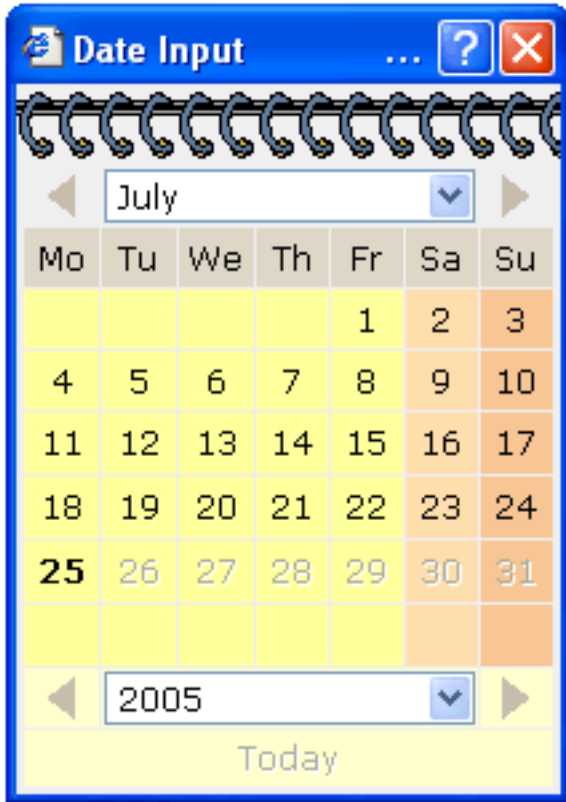 Date Input ... ?
July
Mo Tu We Th Fr Sa Su
1 2 3
4 5 6 7 8 9 10
11 12 13 14 15 16 17
18 19 20 21 22 23 24
25 26 27 28 29 30 31
2005
Today